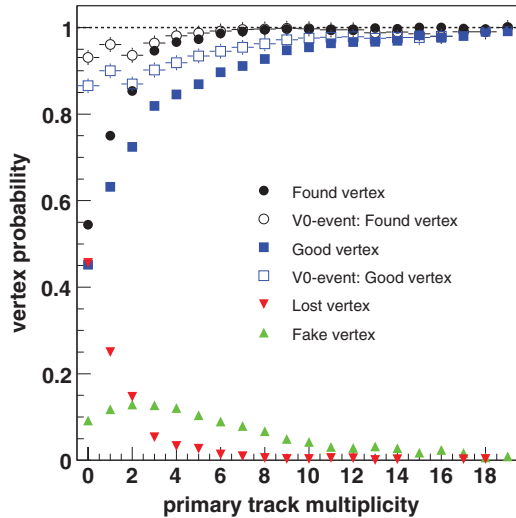 vertex probability
1
0.8
0.6
0.4
0.2
0
Found vertex
V0-event: Found vertex
Good vertex
V0-event: Good vertex
Lost vertex
Fake vertex
0 2 4 6 8 10 12 14 16 18
primary track multiplicity